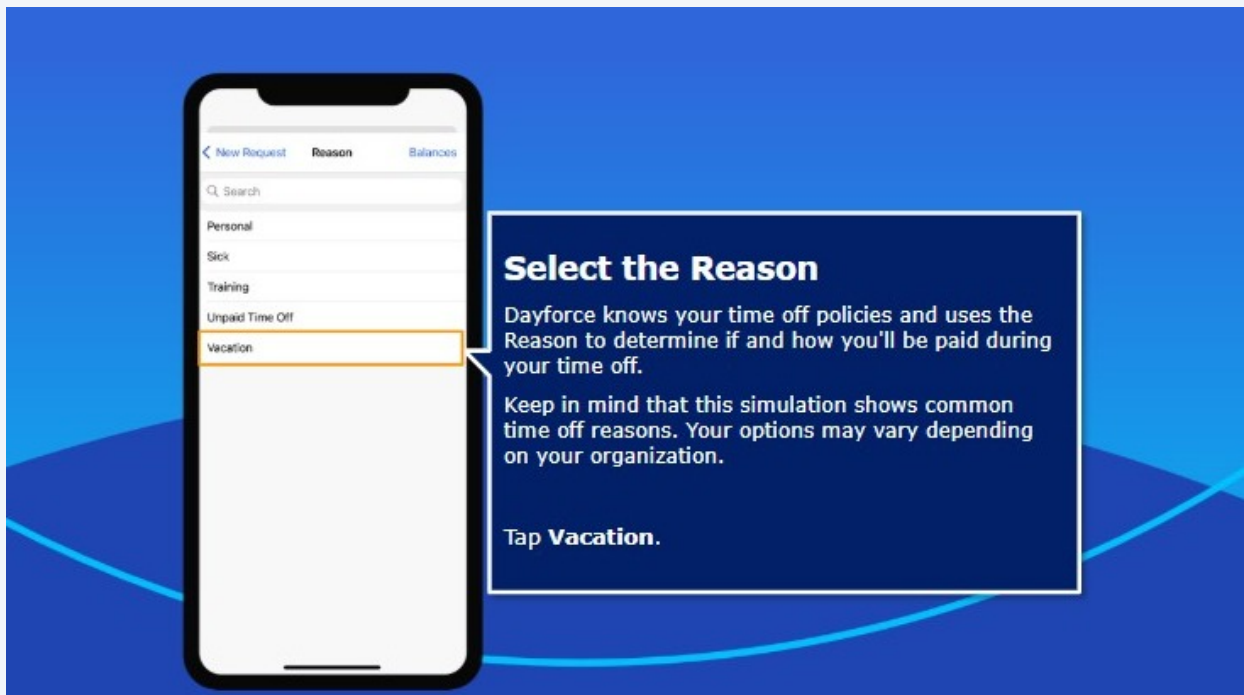 New Request Reason Balances
Search
Personal
Sick
Training
Unpaid Time Off
Vacation
Select the Reason
Dayforce knows your time off policies and uses the
Reason to determine if and how you'll be paid during
your time off.
Keep in mind that this simulation shows common
time off reasons. Your options may vary depending
on your organization.
Tap Vacation.